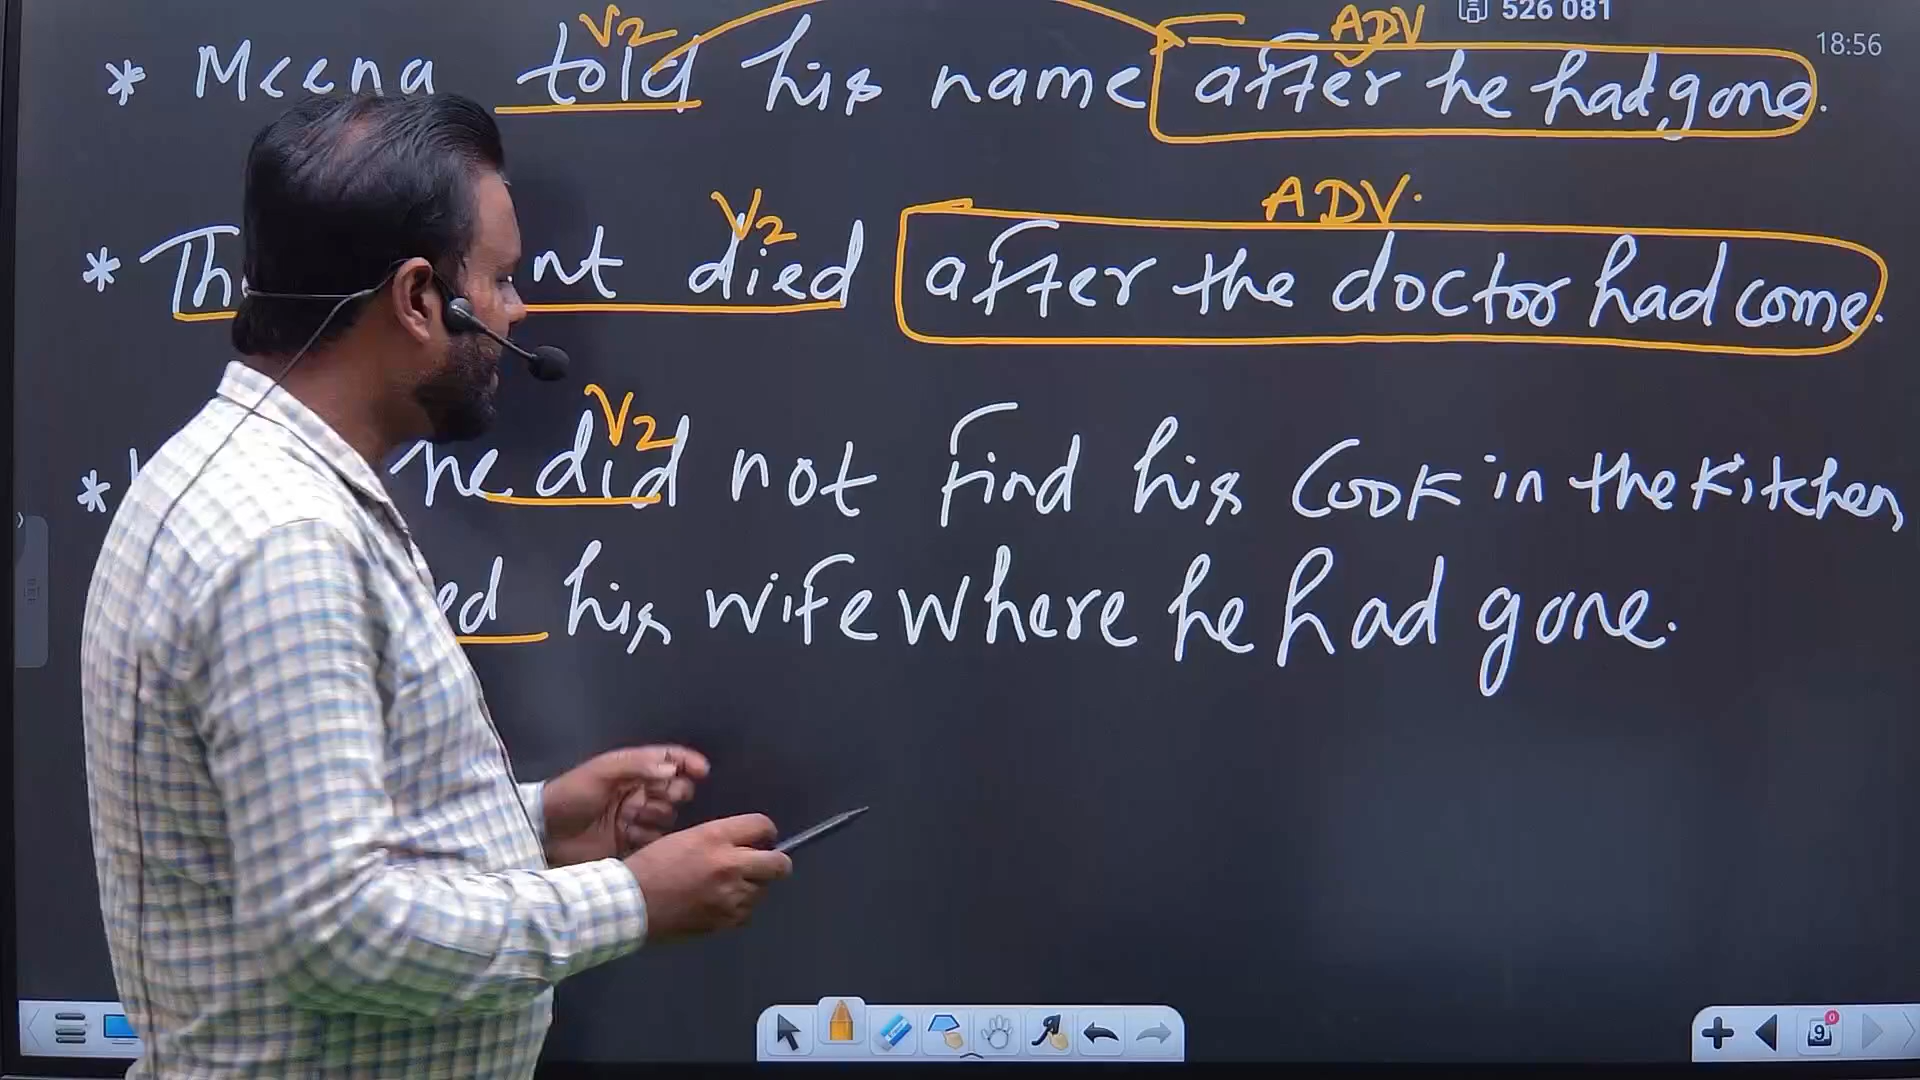 526 081
18:56
V2 ADV
* Meena told his name after he had gone.
V2 ADV.
* Th nt died after the doctor had come.
V2
* he did not find his Cook in the kitchen,
ed his wife where he had gone.
9
0